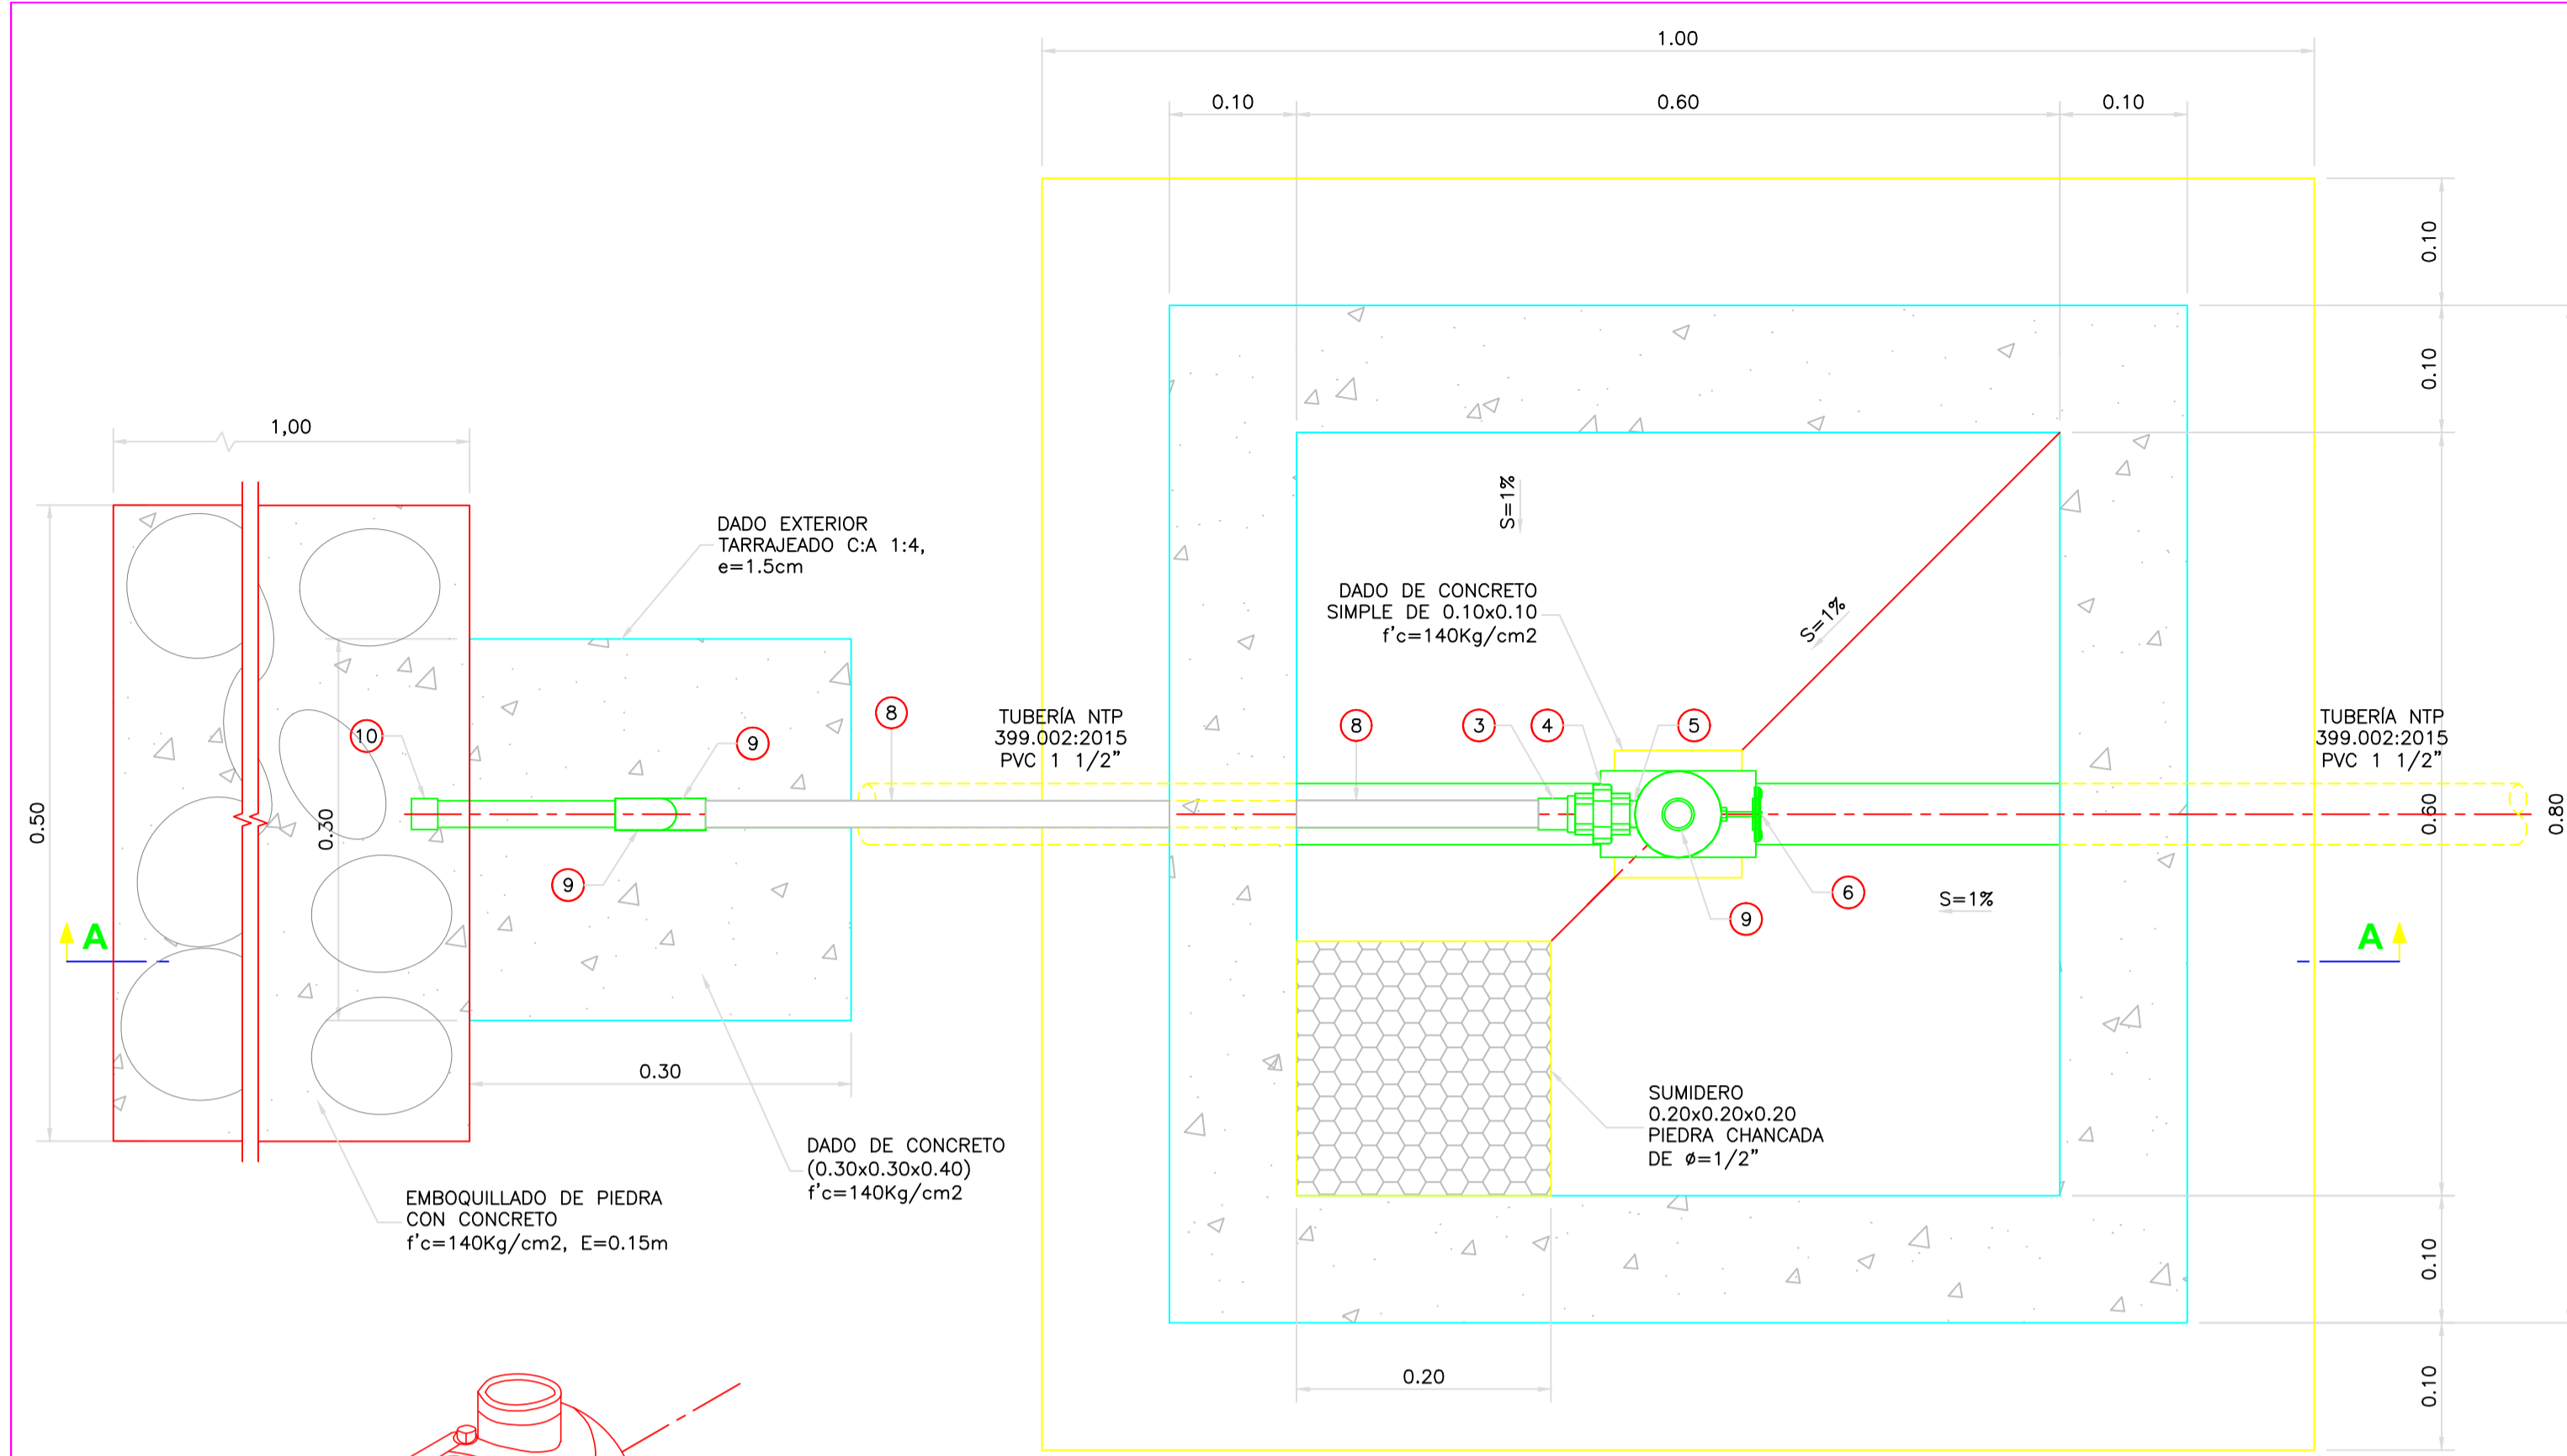 1.00
0.10
0.60
0.10
0.10
0.10
1,00
S=1%
DADO EXTERIOR
TARRAJEADO C:A 1:4,
e=1.5cm
DADO DE CONCRETO
SIMPLE DE 0.10x0.10
f'c=140Kg/cm2
S=1%
8
TUBERÍA NTP
399.002:2015
PVC 1 1/2"
8
3
4
5
TUBERÍA NTP
399.002:2015
PVC 1 1/2"
10
9
0.50
0.30
0.60
0.80
9
6
S=1%
9
A
A
0.30
SUMIDERO
0.20x0.20x0.20
PIEDRA CHANCADA
DE ø=1/2"
DADO DE CONCRETO
(0.30x0.30x0.40)
f'c=140Kg/cm2
EMBOQUILLADO DE PIEDRA
CON CONCRETO
f'c=140Kg/cm2, E=0.15m
0.10
0.20
0.10